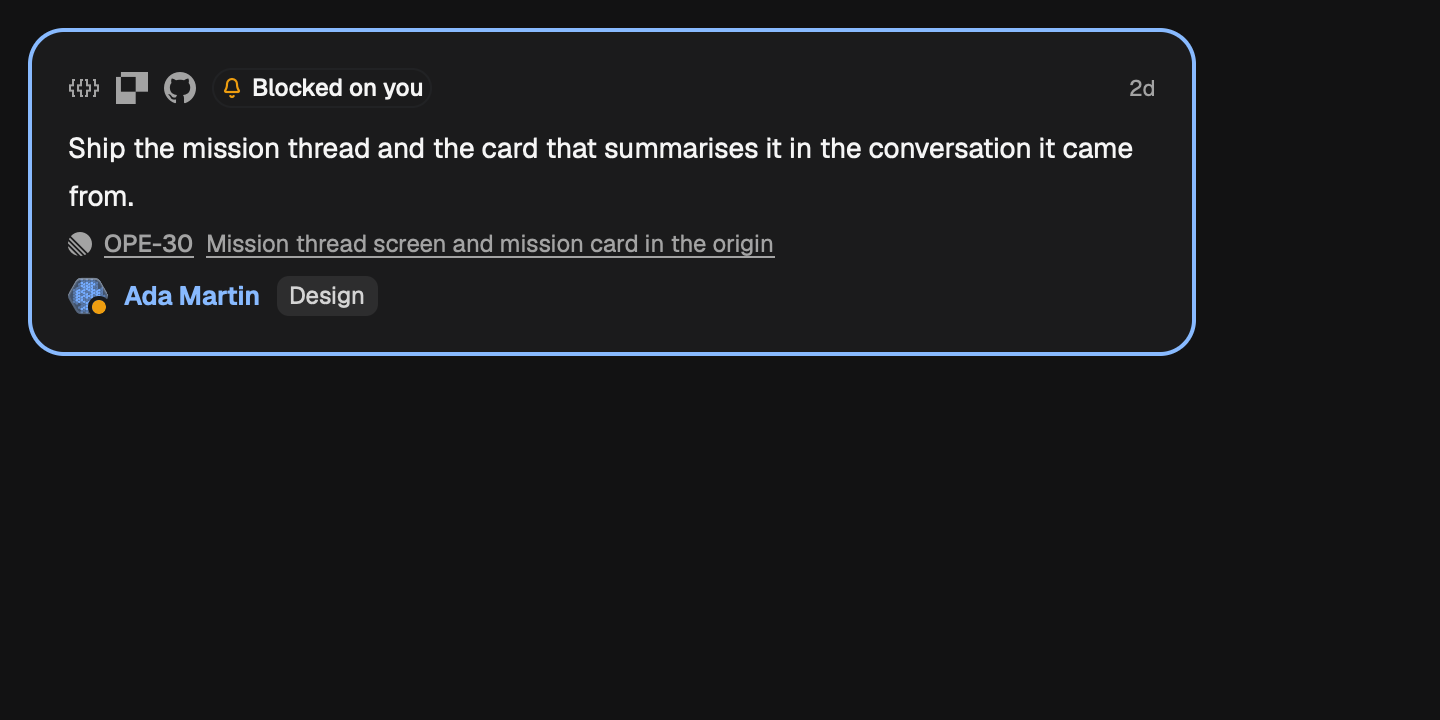 Blocked on you
2d
Ship the mission thread and the card that summarises it in the conversation it came
from.
OPE-30 Mission thread screen and mission card in the origin
Ada Martin Design